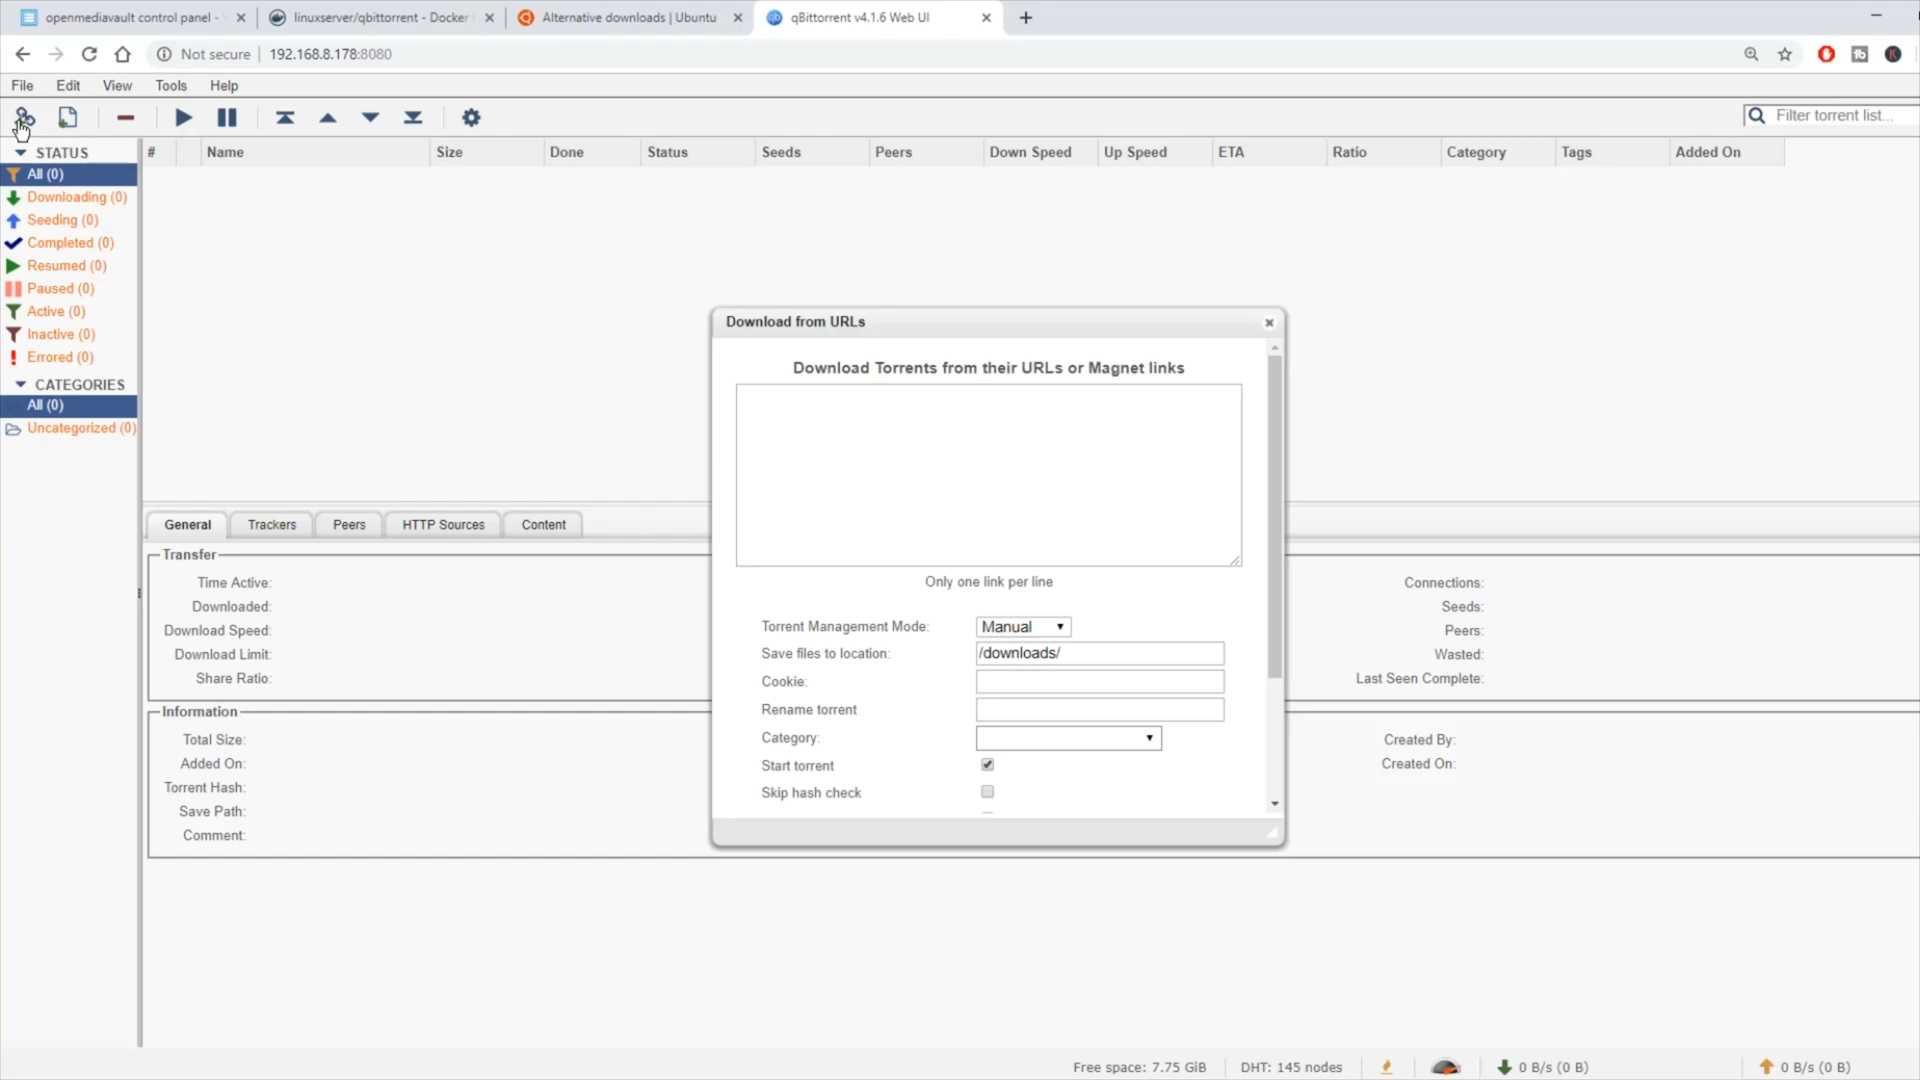 openmediavault control panel -
linuxserver/qbittorrent - Docker
Alternative downloads | Ubuntu
qBittorrent v4.1.6 Web UI
Not secure
192.168.8.178:8080
File
Edit
View
Tools
Help
Filter torrent list...
STATUS
All (0)
Downloading (0)
Seeding (0)
Completed (0)
Resumed (0)
Paused (0)
Active (0)
Inactive (0)
Errored (0)
CATEGORIES
All (0)
Uncategorized (0)
#
Name
Size
Done
Status
Seeds
Peers
Down Speed
Up Speed
ETA
Ratio
Category
Tags
Added On
Download from URLs
Download Torrents from their URLs or Magnet links
Only one link per line
Torrent Management Mode:
Manual
Save files to location:
/downloads/
Cookie:
Rename torrent
Category:
Start torrent
Skip hash check
General
Trackers
Peers
HTTP Sources
Content
Transfer
Time Active:
Downloaded:
Download Speed:
Download Limit:
Share Ratio:
Connections:
Seeds:
Peers:
Wasted:
Last Seen Complete:
Information
Total Size:
Added On:
Torrent Hash:
Save Path:
Comment:
Created By:
Created On:
Free space: 7.75 GiB
DHT: 145 nodes
0 B/s (0 B)
0 B/s (0 B)